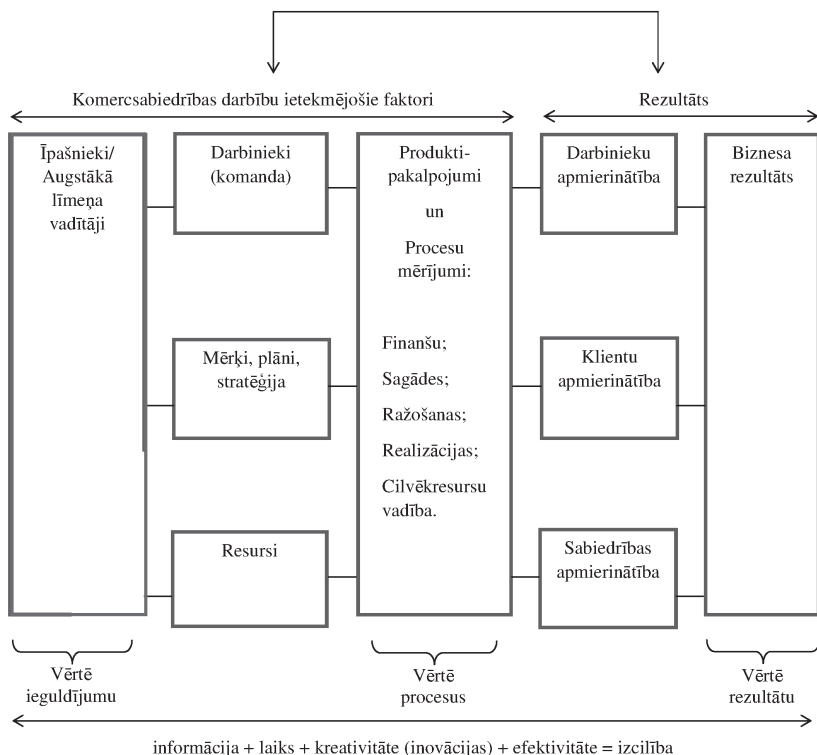 Komercsabiedrības darbību ietekmējošie faktori
Rezultāts
Īpašnieki/
Augstākā
līmeņa
vadītāji
Darbinieki
(komanda)
Mērķi, plāni,
stratēģija
Resursi
Produkti-
pakalpojumi
un
Procesu
mērījumi:
Finanšu;
Sagādes;
Ražošanas;
Realizācijas;
Cilvēkresursu
vadība.
Darbinieku
apmierinātība
Klientu
apmierinātība
Sabiedrības
apmierinātība
Biznesa
rezultāts
Vērtē
ieguldījumu
Vērtē
procesus
Vērtē
rezultātu
informācija + laiks + kreativitāte (inovācijas) + efektivitāte = izcilība